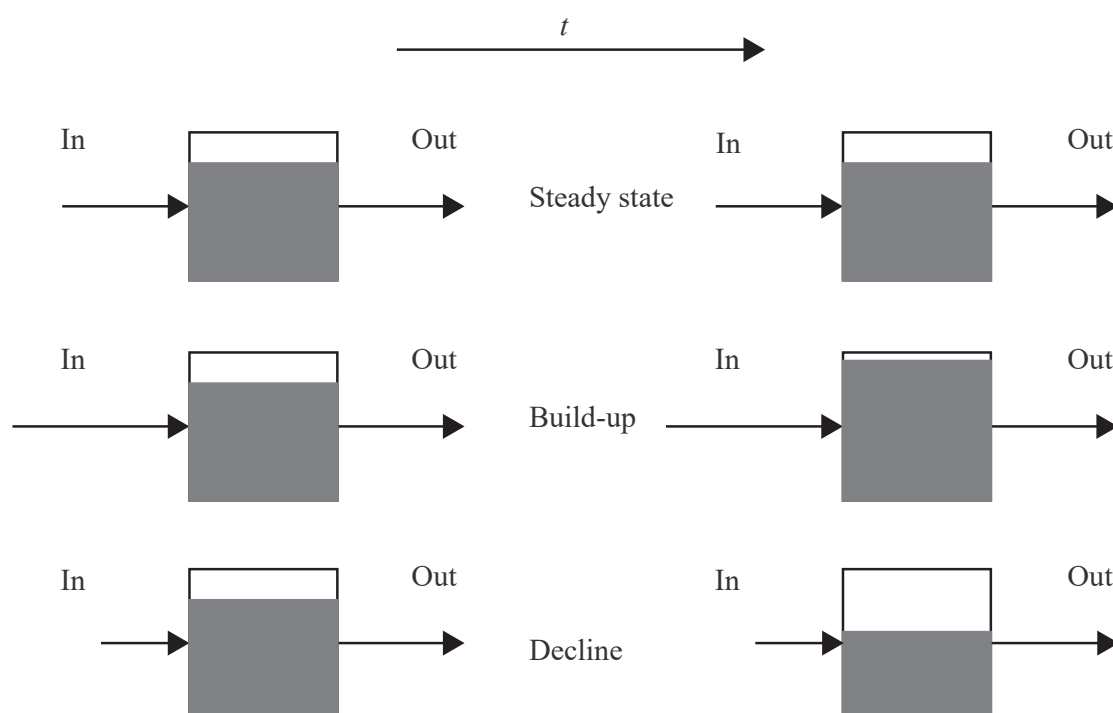 t
In
Out
Steady state
In
Out
In
Out
Build-up
In
Out
In
Out
Decline
In
Out